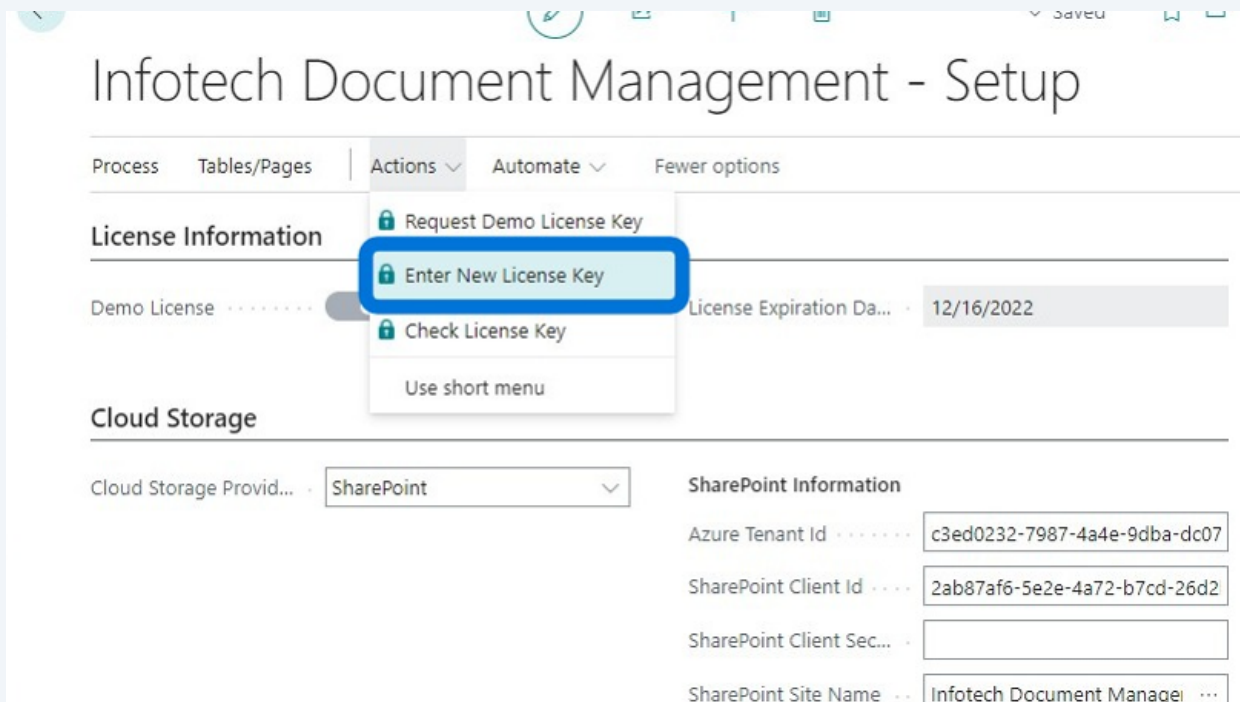 Saved
Infotech Document Management - Setup
Process Tables/Pages Actions Automate Fewer options
Request Demo License Key
License Information
Enter New License Key
Demo License License Expiration Da... 12/16/2022
Check License Key
Use short menu
Cloud Storage
Cloud Storage Provid... SharePoint
SharePoint Information
Azure Tenant Id c3ed0232-7987-4a4e-9dba-dc07
SharePoint Client Id 2ab87af6-5e2e-4a72-b7cd-26d2
SharePoint Client Sec...
SharePoint Site Name Infotech Document Manager ...